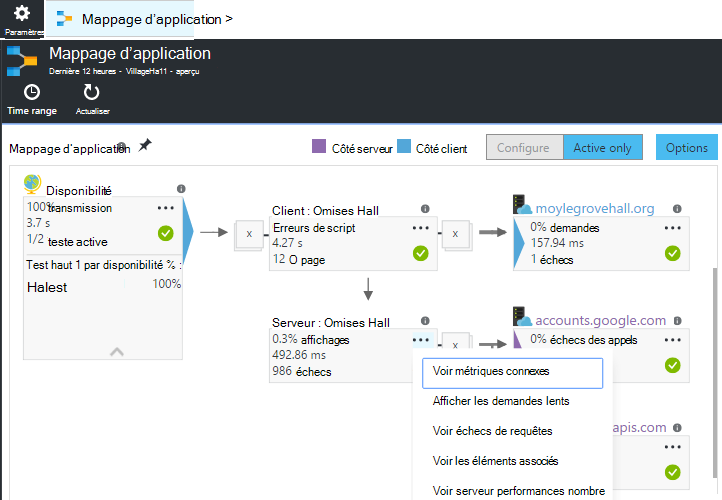 Paramètres
Mappage d'application >
Mappage d'application
Dernière 12 heures - VillageHa11 - aperçu
Time range
Actualiser
Mappage d'application
Côté serveur
Côté client
Configure
Active only
Options
Disponibilité
100% transmission
3.7 s
1/2 teste active
Test haut 1 par disponibilité % :
Halest 100%
x
Client : Omises Hall
Erreurs de script
4.27 s
12 O page
x
moylegrovehall.org
0% demandes
157.94 ms
1 échecs
Serveur : Omises Hall
0.3% affichages
492.86 ms
986 échecs
x
accounts.google.com
0% échecs des appels
Voir métriques connexes
Afficher les demandes lents
Voir échecs de requêtes
Voir les éléments associés
Voir serveur performances nombre
apis.com